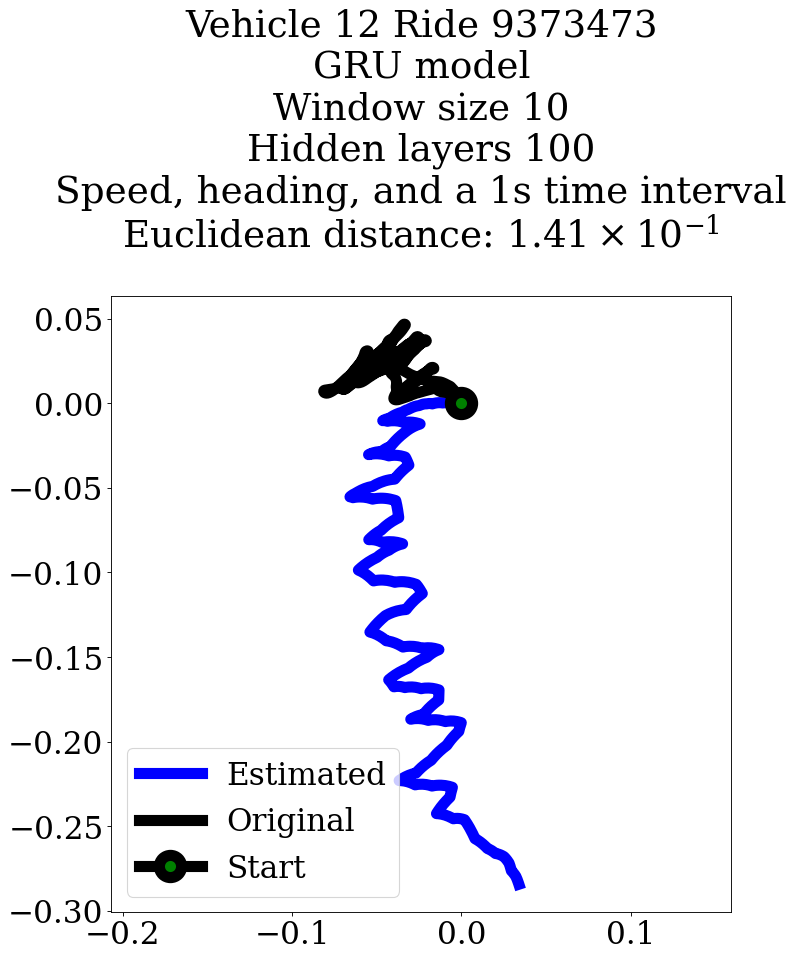 Vehicle 12 Ride 9373473
GRU model
Window size 10
Hidden layers 100
Speed, heading, and a 1s time interval
Euclidean distance: 1.41 × 10⁻¹
0.05
0.00
−0.05
−0.10
−0.15
−0.20
−0.25
−0.30
Estimated
Original
Start
−0.2 −0.1 0.0 0.1